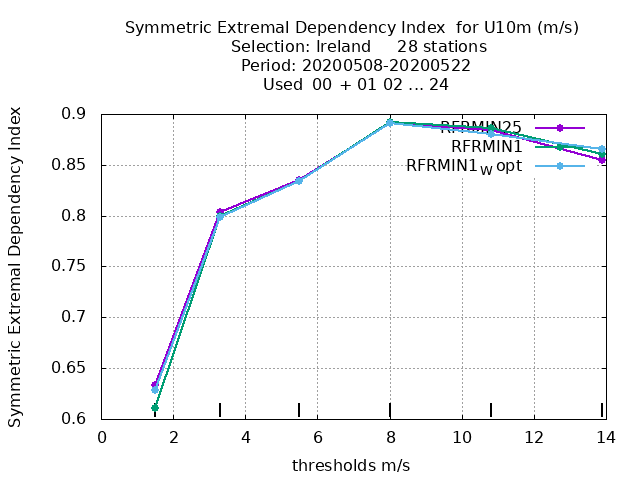 Symmetric Extremal Dependency Index  for U10m (m/s)
Selection: Ireland     28 stations
Period: 20200508-20200522
Used  00 + 01 02 ... 24
Symmetric Extremal Dependency Index
0.9
0.85
0.8
0.75
0.7
0.65
0.6
RFRMIN25
RFRMIN1
RFRMIN1W opt
0 2 4 6 8 10 12 14
thresholds m/s